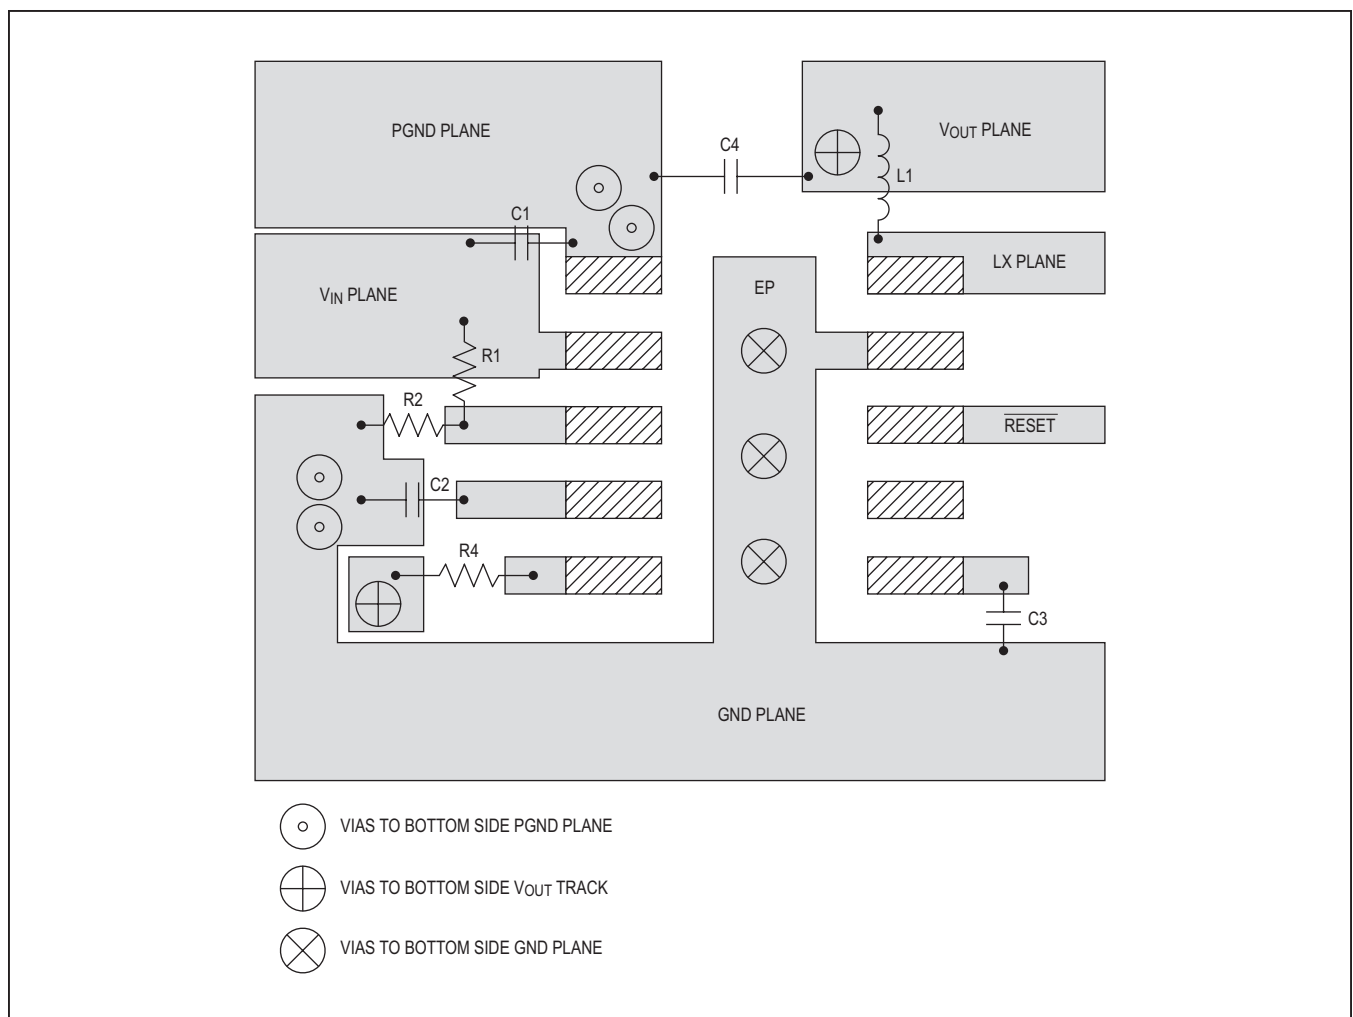 PGND PLANE
VOUT PLANE
C4
L1
C1
LX PLANE
VIN PLANE
EP
R1
R2
RESET
C2
R4
C3
GND PLANE
VIAS TO BOTTOM SIDE PGND PLANE
VIAS TO BOTTOM SIDE VOUT TRACK
VIAS TO BOTTOM SIDE GND PLANE